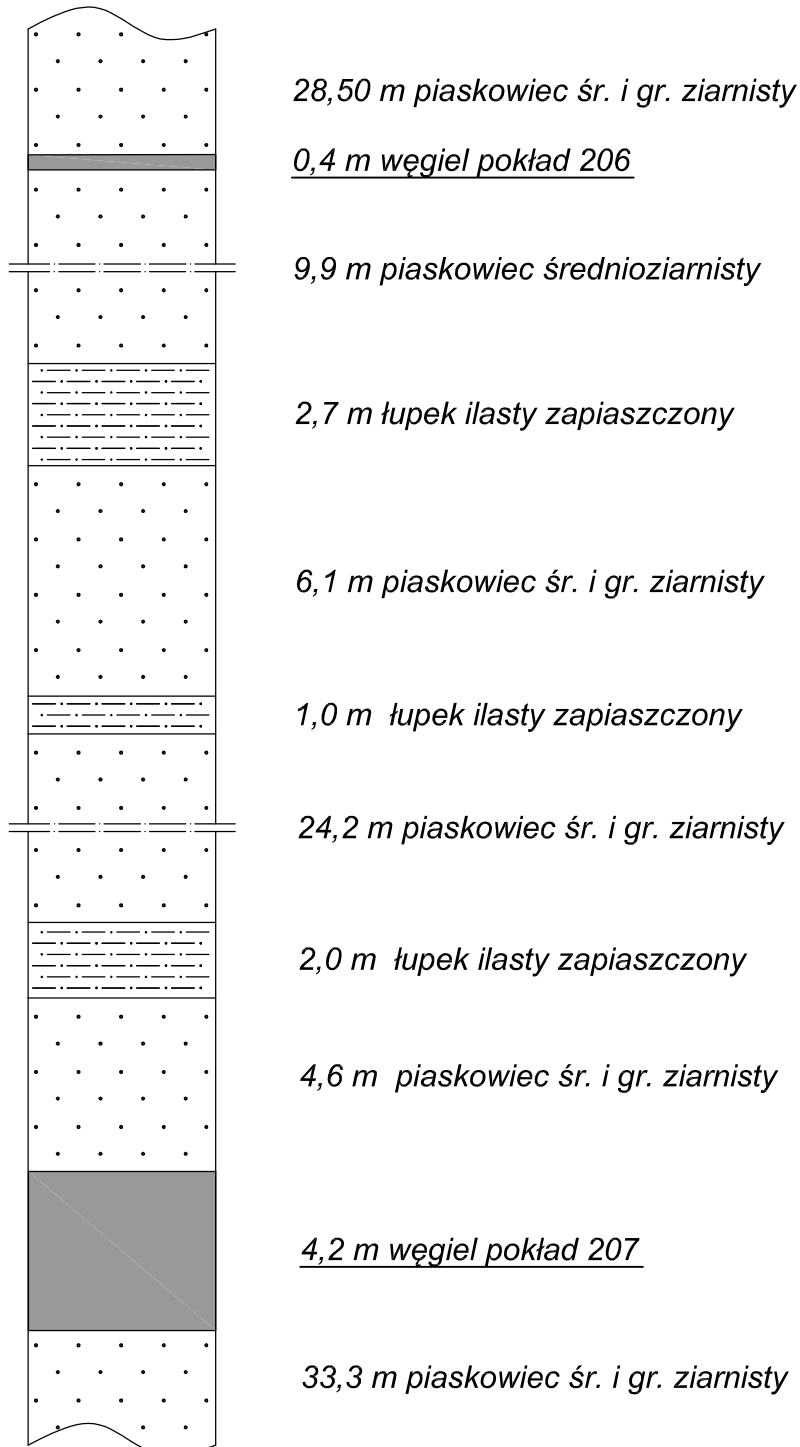 28,50 m piaskowiec śr. i gr. ziarnisty
0,4 m węgiel pokład 206
9,9 m piaskowiec średnioziarnisty
2,7 m łupek ilasty zapiaszczony
6,1 m piaskowiec śr. i gr. ziarnisty
1,0 m łupek ilasty zapiaszczony
24,2 m piaskowiec śr. i gr. ziarnisty
2,0 m łupek ilasty zapiaszczony
4,6 m piaskowiec śr. i gr. ziarnisty
4,2 m węgiel pokład 207
33,3 m piaskowiec śr. i gr. ziarnisty